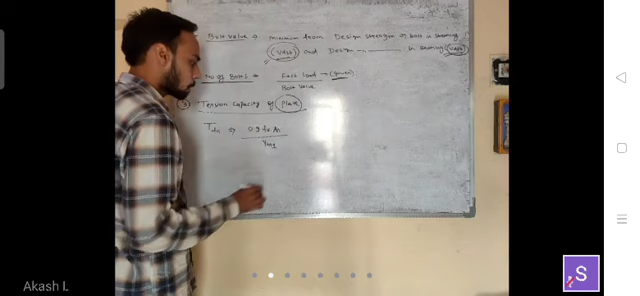 Bolt Value → minimum from Design strength of bolt in shearing
(Vdsb) and Design — — in bearing (Vdpb)
No of Bolts = Fact load → (given)
Bolt value
③ Tension Capacity of Plate
Tdn ⇒ 0.9 fu An
γm1
Akash L
S